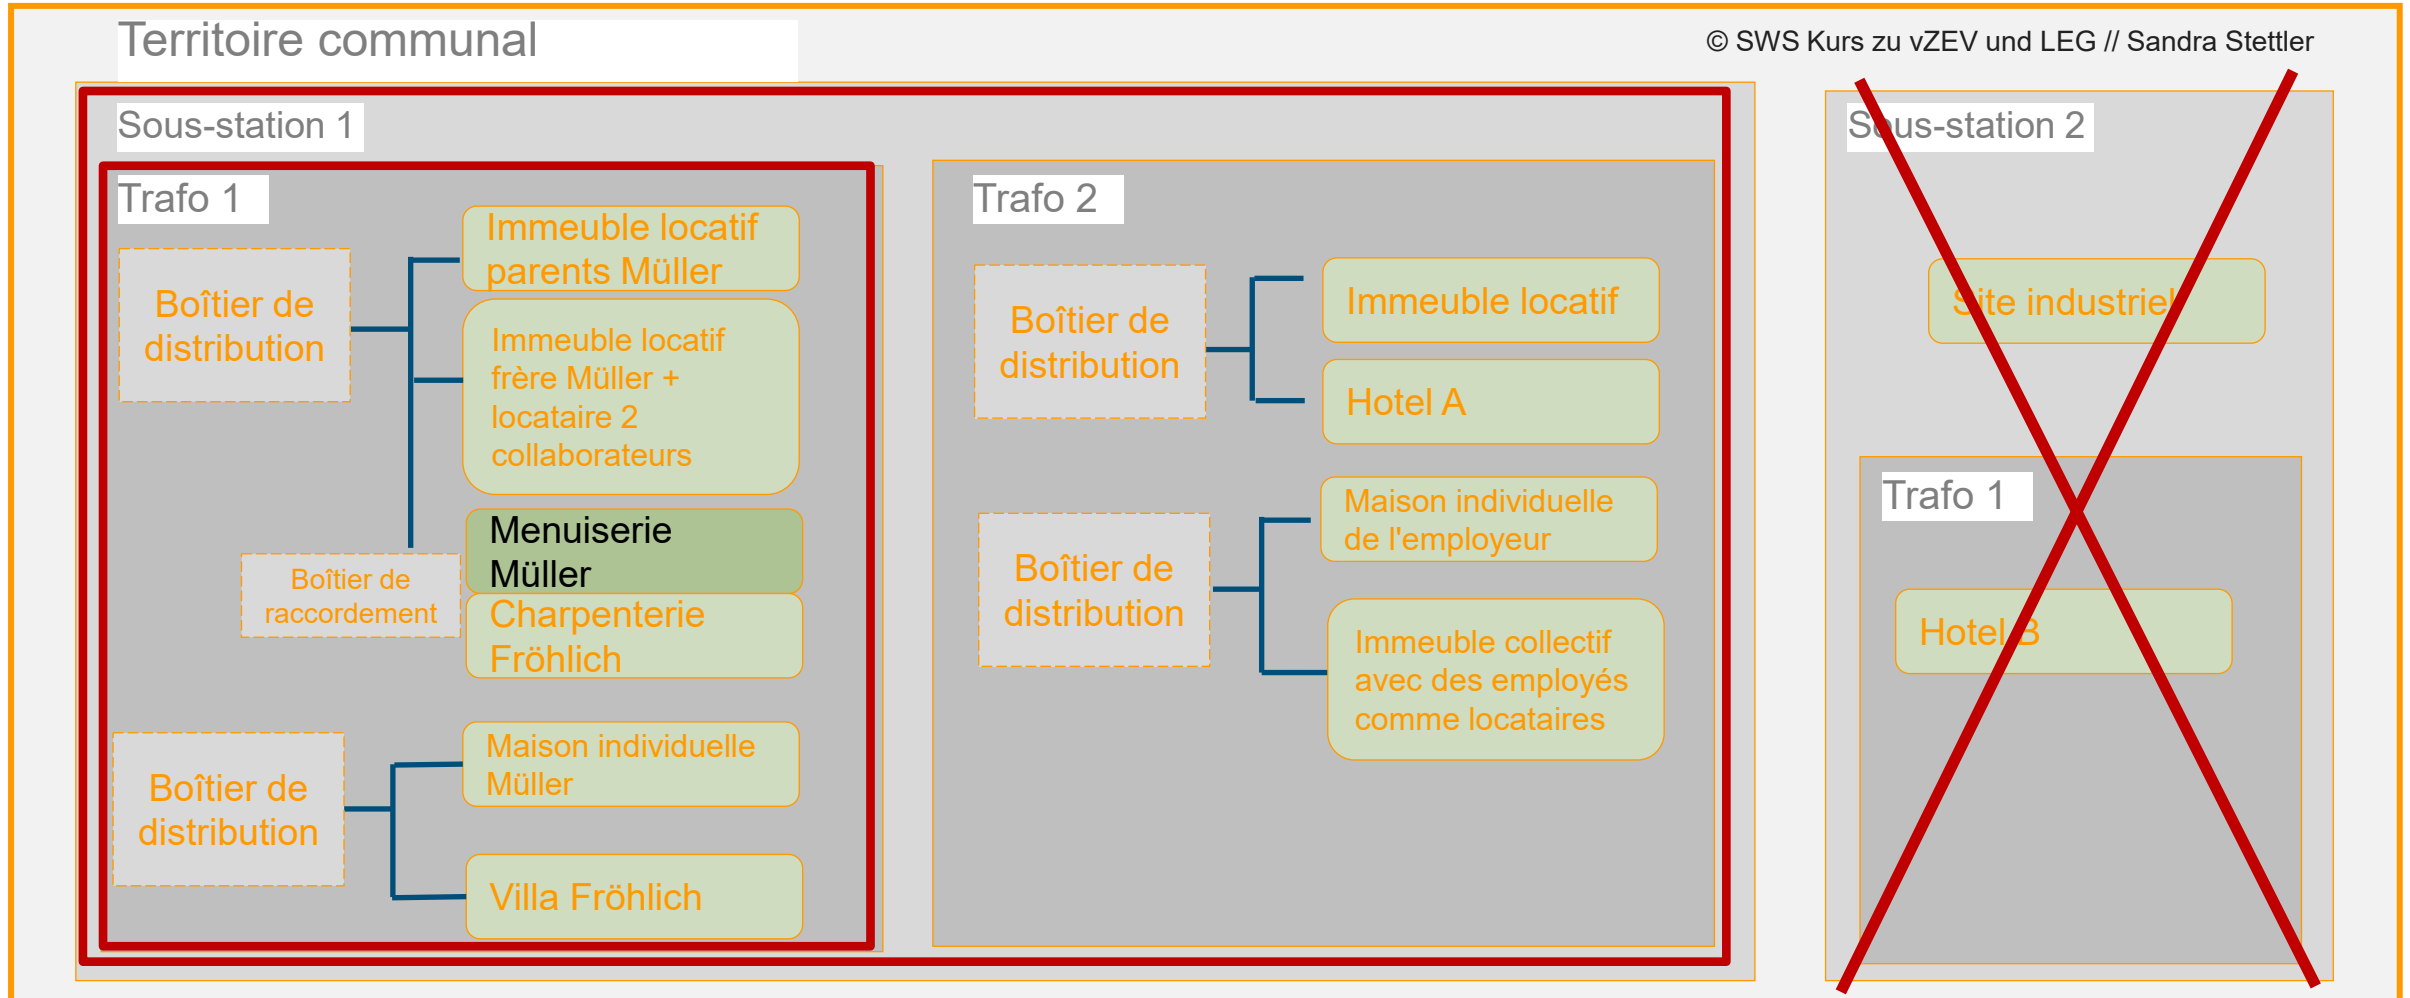 Territoire communal
© SWS Kurs zu vZEV und LEG // Sandra Stettler
Sous-station 1
Trafo 1
Boîtier de
distribution
Immeuble locatif
parents Müller
Immeuble locatif
frère Müller +
locataire 2
collaborateurs
Boîtier de
raccordement
Menuiserie
Müller
Charpenterie
Fröhlich
Boîtier de
distribution
Maison individuelle
Müller
Villa Fröhlich
Trafo 2
Boîtier de
distribution
Immeuble locatif
Hotel A
Boîtier de
distribution
Maison individuelle
de l'employeur
Immeuble collectif
avec des employés
comme locataires
Sous-station 2
Site industriel
Trafo 1
Hotel B